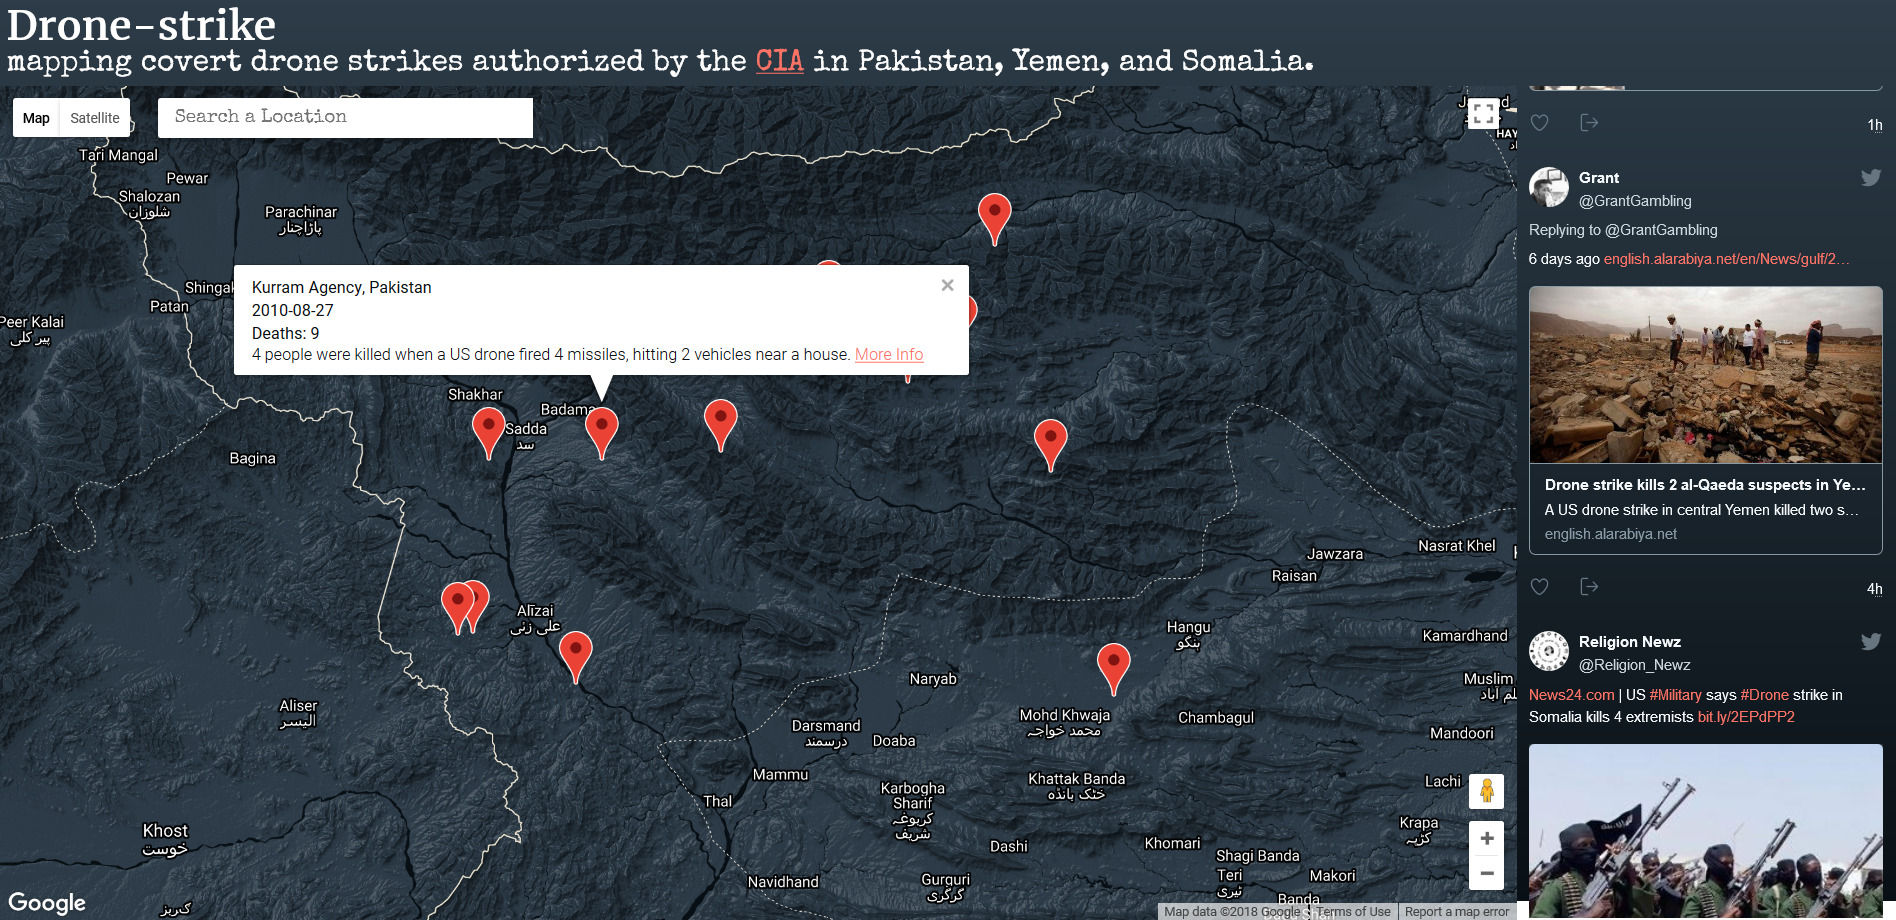 Drone-strike
mapping covert drone strikes authorized by the CIA in Pakistan, Yemen, and Somalia.
Map
Satellite
Search a Location
Tari Mangal
Pewar
Shalozan
شلوزان
Parachinar
پاڑاچنار
Patan
Peer Kalai
پیر کلی
Kurram Agency, Pakistan
2010-08-27
Deaths: 9
4 people were killed when a US drone fired 4 missiles, hitting 2 vehicles near a house. More Info
Shakhar
Badama
Sadda
سدہ
Bagina
Alīzai
علی زئی
Aliser
الیسر
Khost
خوست
Nasrat Khel
Jawzara
Raisan
Hangu
ہنگو
Kamardhand
Naryab
Muslim
Mohd Khwaja
محمد خواجہ
Chambagul
Darsmand
درسمند
Doaba
Mandoori
Mammu
Khattak Banda
خٹک بانڈہ
Lachi
Karbogha
Sharif
کربوغہ
شریف
Thal
Krapa
کڑپہ
Dashi
Khomari
Shagi Banda
Teri
ٹیری
Makori
Navidhand
Gurguri
گرگری
Banda
گربز
Google
Map data ©2018 Google
Terms of Use
Report a map error
1h
Grant
@GrantGambling
Replying to @GrantGambling
6 days ago english.alarabiya.net/en/News/gulf/2…
Drone strike kills 2 al-Qaeda suspects in Ye…
A US drone strike in central Yemen killed two s…
english.alarabiya.net
4h
Religion Newz
@Religion_Newz
News24.com | US #Military says #Drone strike in
Somalia kills 4 extremists bit.ly/2EPdPP2